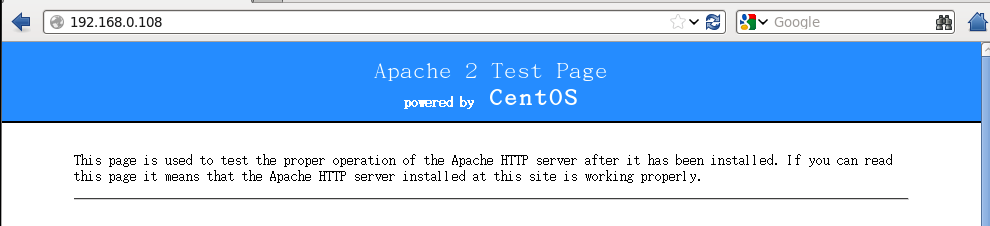 192.168.0.108
Google
Apache 2 Test Page
powered by CentOS
This page is used to test the proper operation of the Apache HTTP server after it has been installed. If you can read
this page it means that the Apache HTTP server installed at this site is working properly.